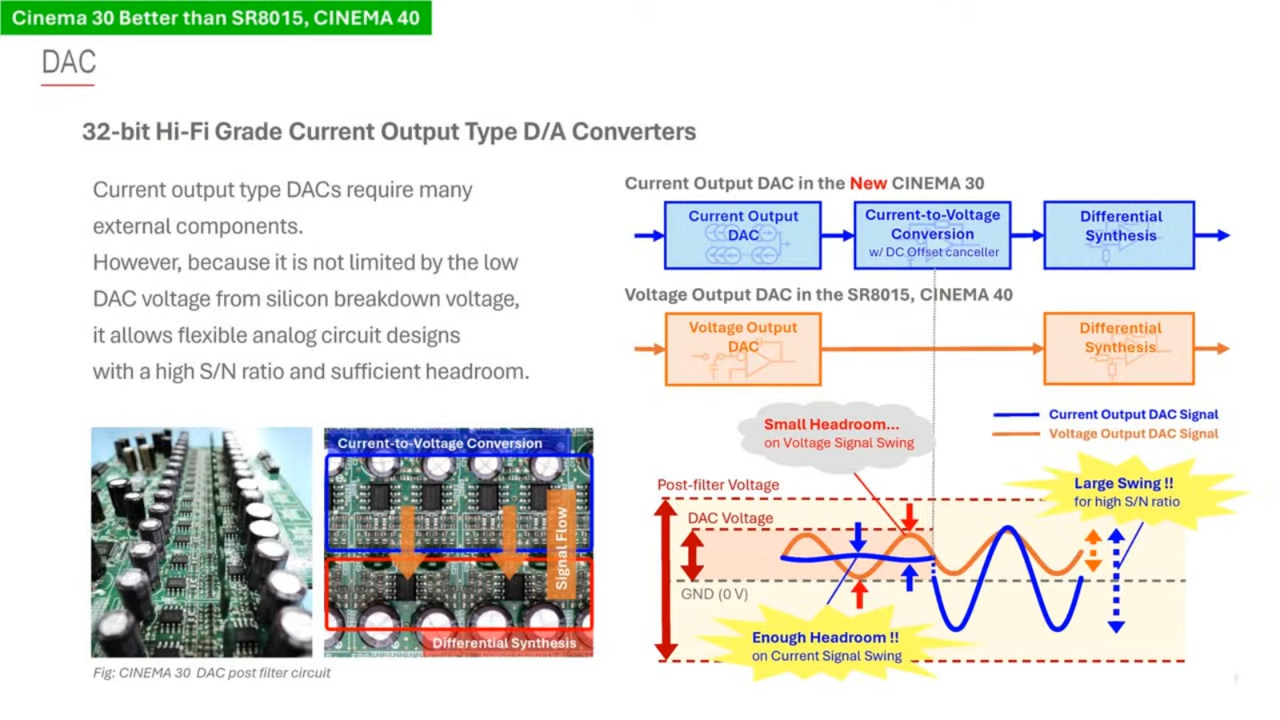 Cinema 30 Better than SR8015, CINEMA 40
DAC
32-bit Hi-Fi Grade Current Output Type D/A Converters
Current output type DACs require many
external components.
However, because it is not limited by the low
DAC voltage from silicon breakdown voltage,
it allows flexible analog circuit designs
with a high S/N ratio and sufficient headroom.
Current-to-Voltage Conversion
Signal Flow
Differential Synthesis
Fig: CINEMA 30 DAC post filter circuit
Current Output DAC in the New CINEMA 30
Current Output
DAC
Current-to-Voltage
Conversion
w/ DC Offset canceller
Differential
Synthesis
Voltage Output DAC in the SR8015, CINEMA 40
Voltage Output
DAC
Differential
Synthesis
Current Output DAC Signal
Voltage Output DAC Signal
Small Headroom...
on Voltage Signal Swing
Large Swing !!
for high S/N ratio
Post-filter Voltage
DAC Voltage
GND (0 V)
Enough Headroom !!
on Current Signal Swing